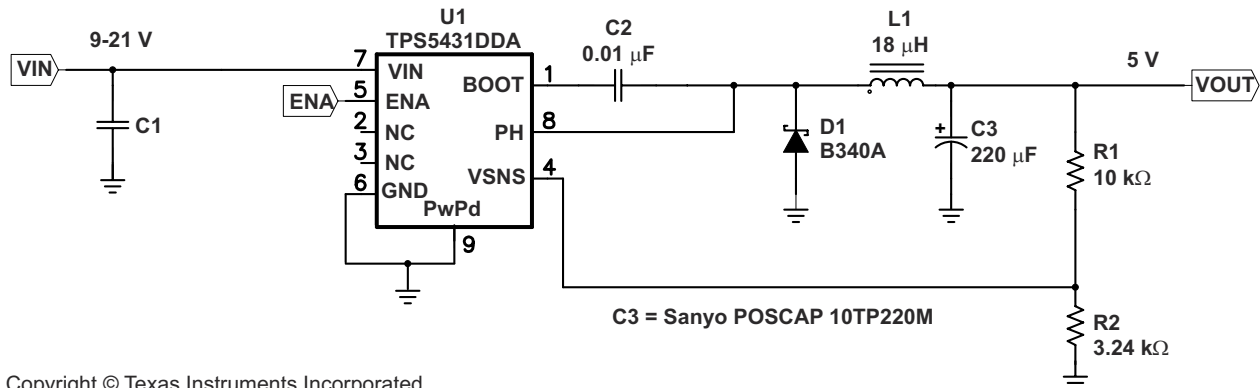 U1
TPS5431DDA
9-21 V
VIN
C1
ENA
7
5
2
3
6
VIN
ENA
NC
NC
GND
BOOT
PH
VSNS
PwPd
1
8
4
9
C2
0.01 μF
L1
18 μH
D1
B340A
C3
220 μF
+
5 V
VOUT
R1
10 kΩ
R2
3.24 kΩ
C3 = Sanyo POSCAP 10TP220M
Copyright © Texas Instruments Incorporated